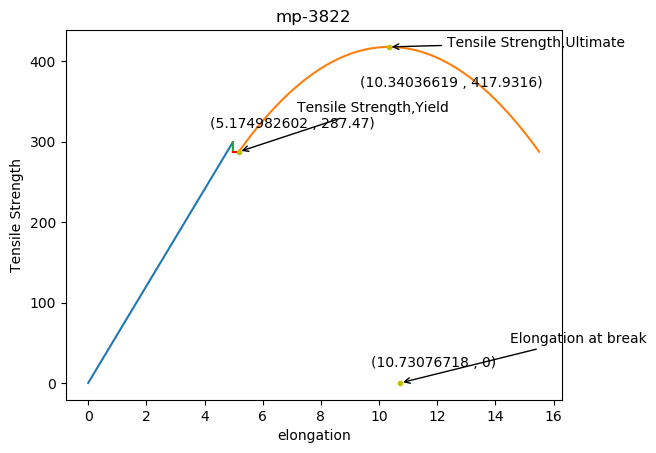 mp-3822
Tensile Strength,Ultimate
(10.34036619 , 417.9316)
Tensile Strength,Yield
(5.174982602 , 287.47)
Elongation at break
(10.73076718 , 0)
Tensile Strength
400
300
200
100
0
0 2 4 6 8 10 12 14 16
elongation